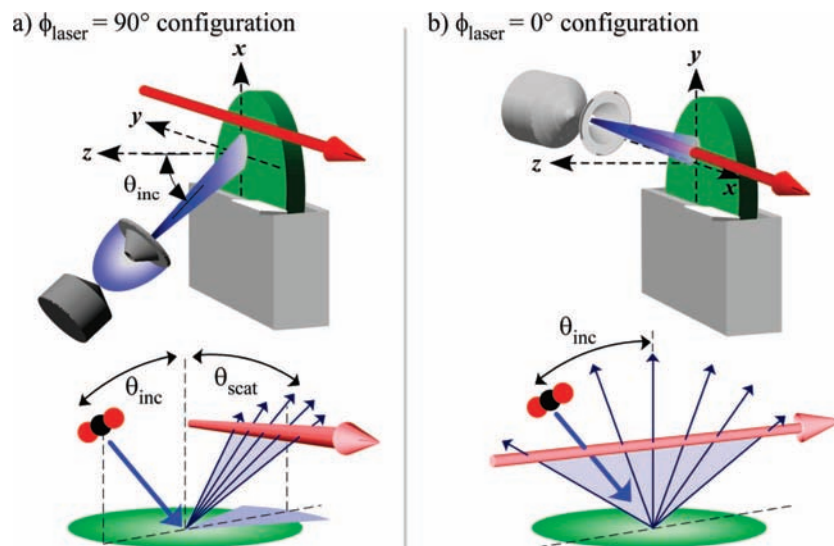 a) ϕlaser = 90° configuration
x
y
z
θinc
θinc
θscat
b) ϕlaser = 0° configuration
y
z
x
θinc